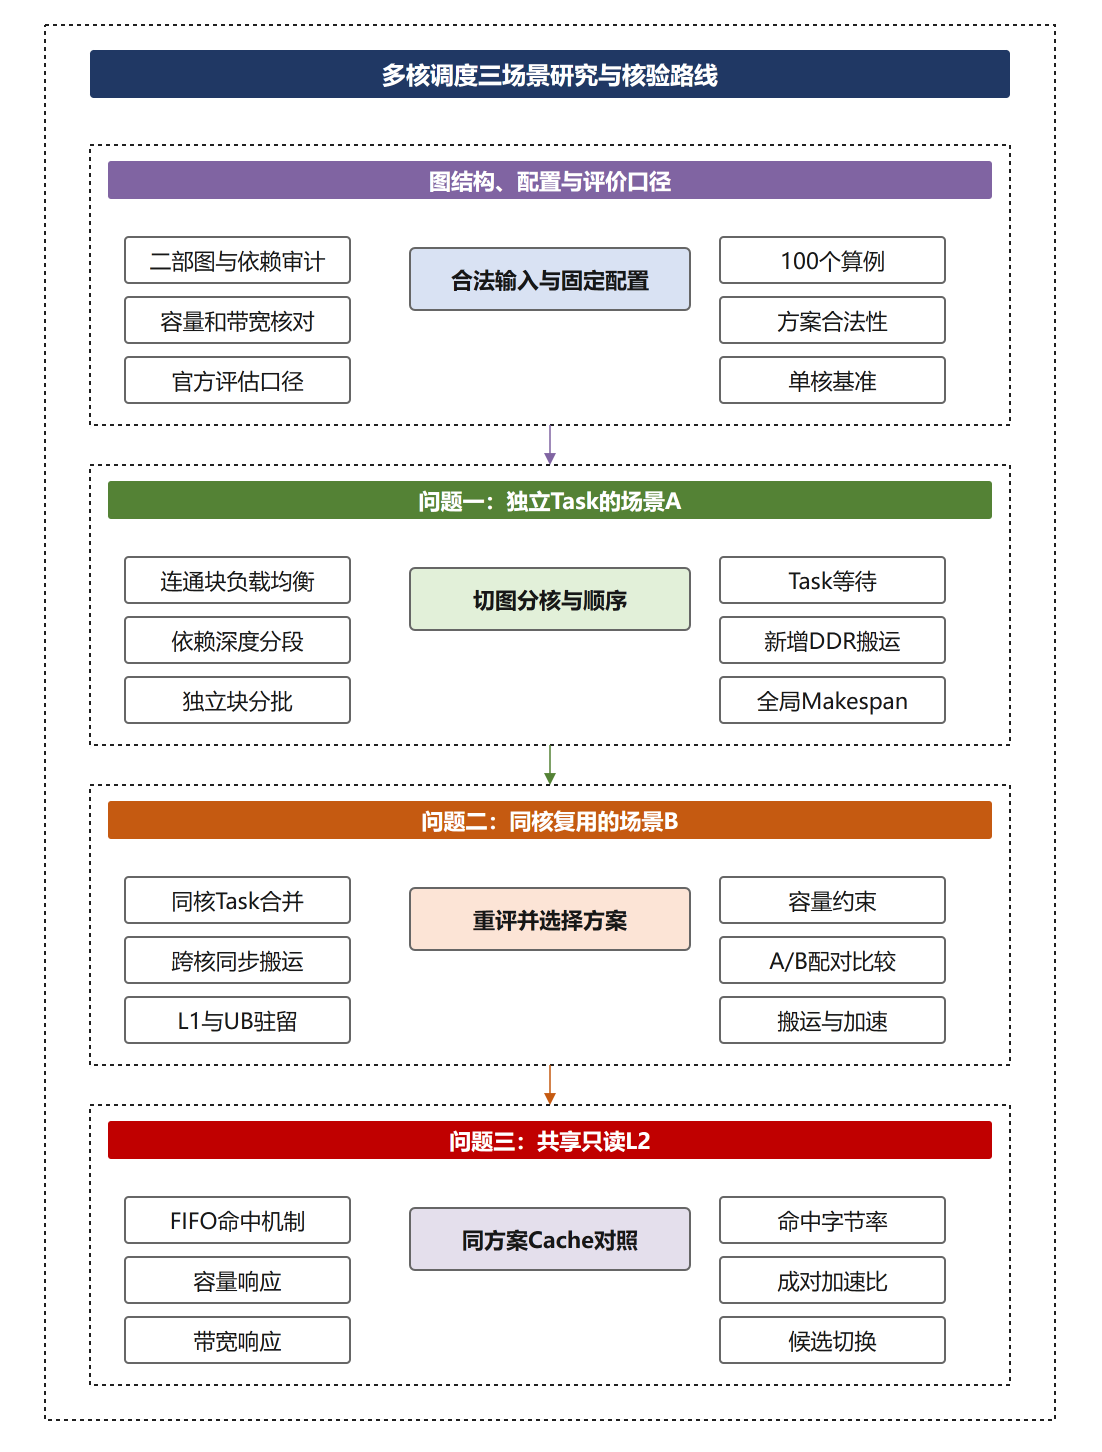 多核调度三场景研究与核验路线
图结构、配置与评价口径
二部图与依赖审计
容量和带宽核对
官方评估口径
合法输入与固定配置
100个算例
方案合法性
单核基准
问题一：独立Task的场景A
连通块负载均衡
依赖深度分段
独立块分批
切图分核与顺序
Task等待
新增DDR搬运
全局Makespan
问题二：同核复用的场景B
同核Task合并
跨核同步搬运
L1与UB驻留
重评并选择方案
容量约束
A/B配对比较
搬运与加速
问题三：共享只读L2
FIFO命中机制
容量响应
带宽响应
同方案Cache对照
命中字节率
成对加速比
候选切换